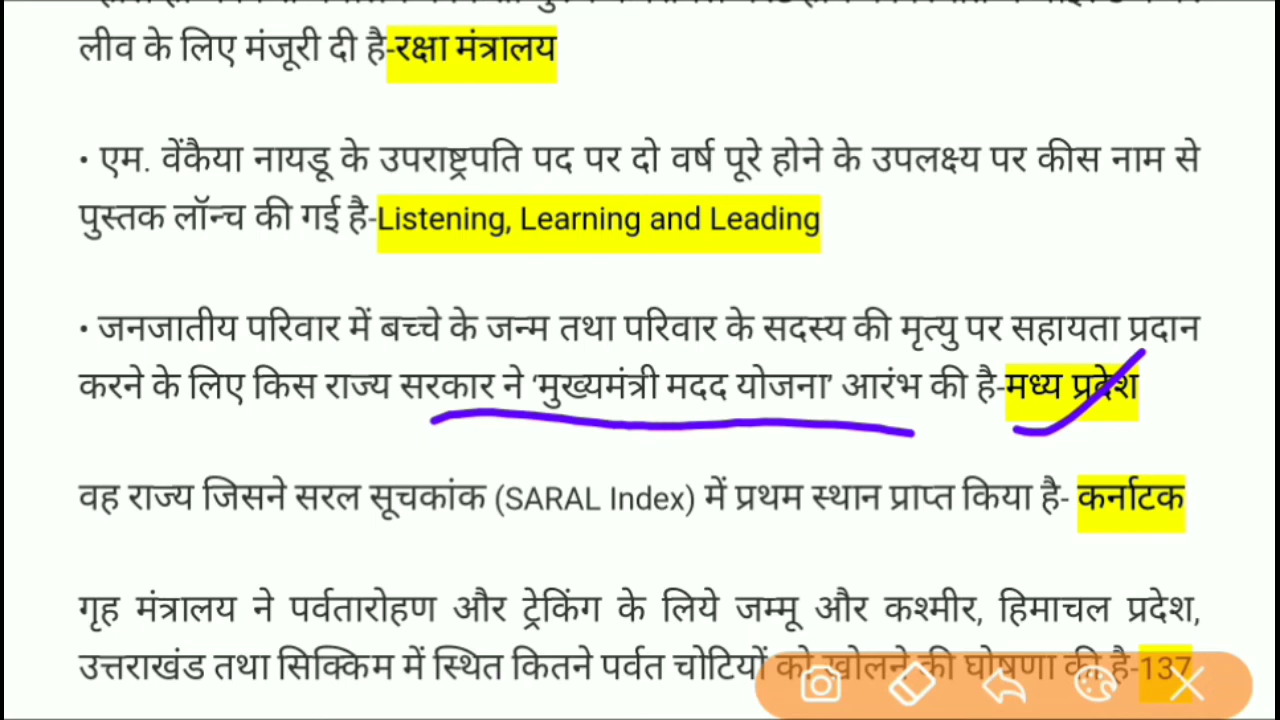 लीव के लिए मंजूरी दी है-रक्षा मंत्रालय
• एम. वेंकैया नायडू के उपराष्ट्रपति पद पर दो वर्ष पूरे होने के उपलक्ष्य पर कीस नाम से
पुस्तक लॉन्च की गई है-Listening, Learning and Leading
• जनजातीय परिवार में बच्चे के जन्म तथा परिवार के सदस्य की मृत्यु पर सहायता प्रदान
करने के लिए किस राज्य सरकार ने ‘मुख्यमंत्री मदद योजना’ आरंभ की है-मध्य प्रदेश
वह राज्य जिसने सरल सूचकांक (SARAL Index) में प्रथम स्थान प्राप्त किया है- कर्नाटक
गृह मंत्रालय ने पर्वतारोहण और ट्रेकिंग के लिये जम्मू और कश्मीर, हिमाचल प्रदेश,
उत्तराखंड तथा सिक्किम में स्थित कितने पर्वत चोटियों को खोलने की घोषणा की है-137